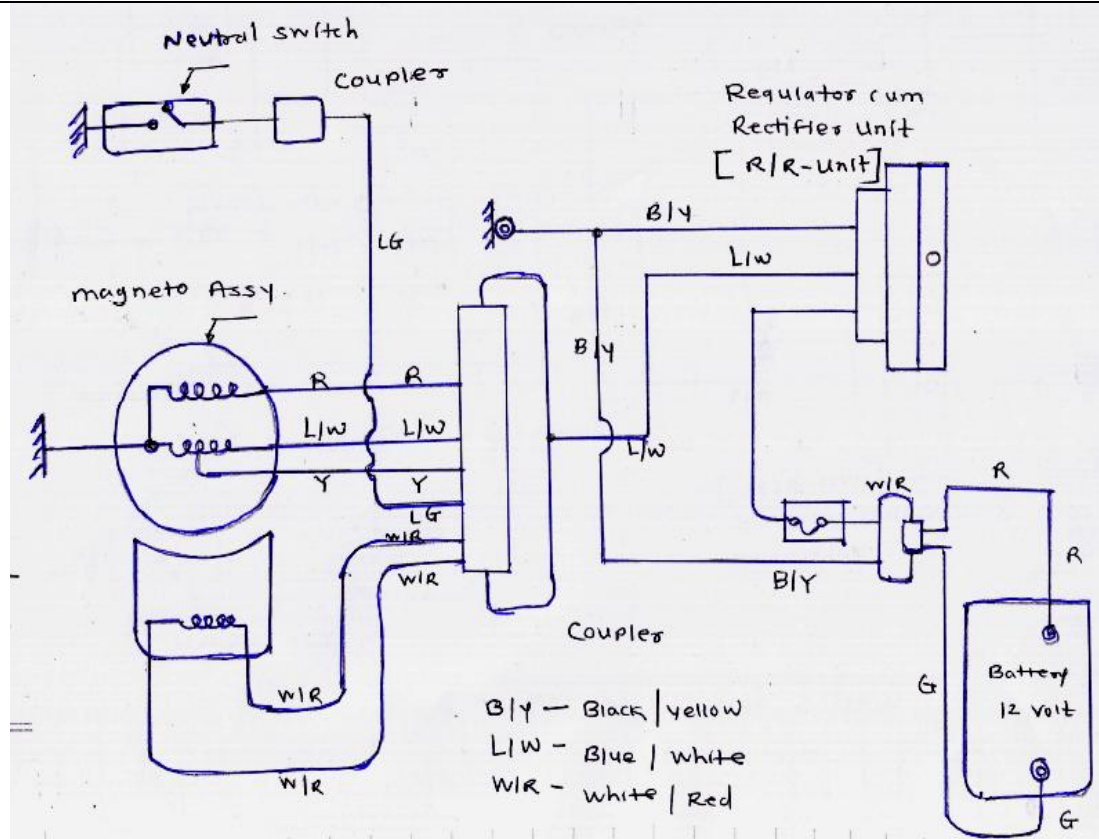 Neutral switch
Coupler
Requlator cum
Rectifier Unit
[R/R-Unit]
B/Y
LG
L/W
magneto Assy
B/Y
R
R
L/W
L/W
L/W
Y
Y
LG
W/R
W/R
W/R
R
R
B/Y
Coupler
Battery
12 volt
G
W/R
W/R
G
B/Y - Black/yellow
L/W - Blue/white
W/R - White/Red